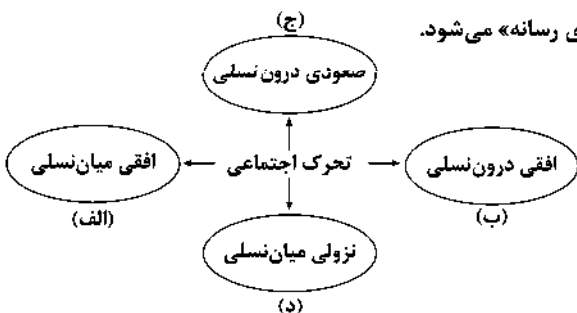 ی رسانه» می‌شود.
(ج)
صعودی درون‌نسلی
افقی میان‌نسلی
تحرک اجتماعی
افقی درون‌نسلی
(الف)
(ب)
نزولی میان‌نسلی
(د)